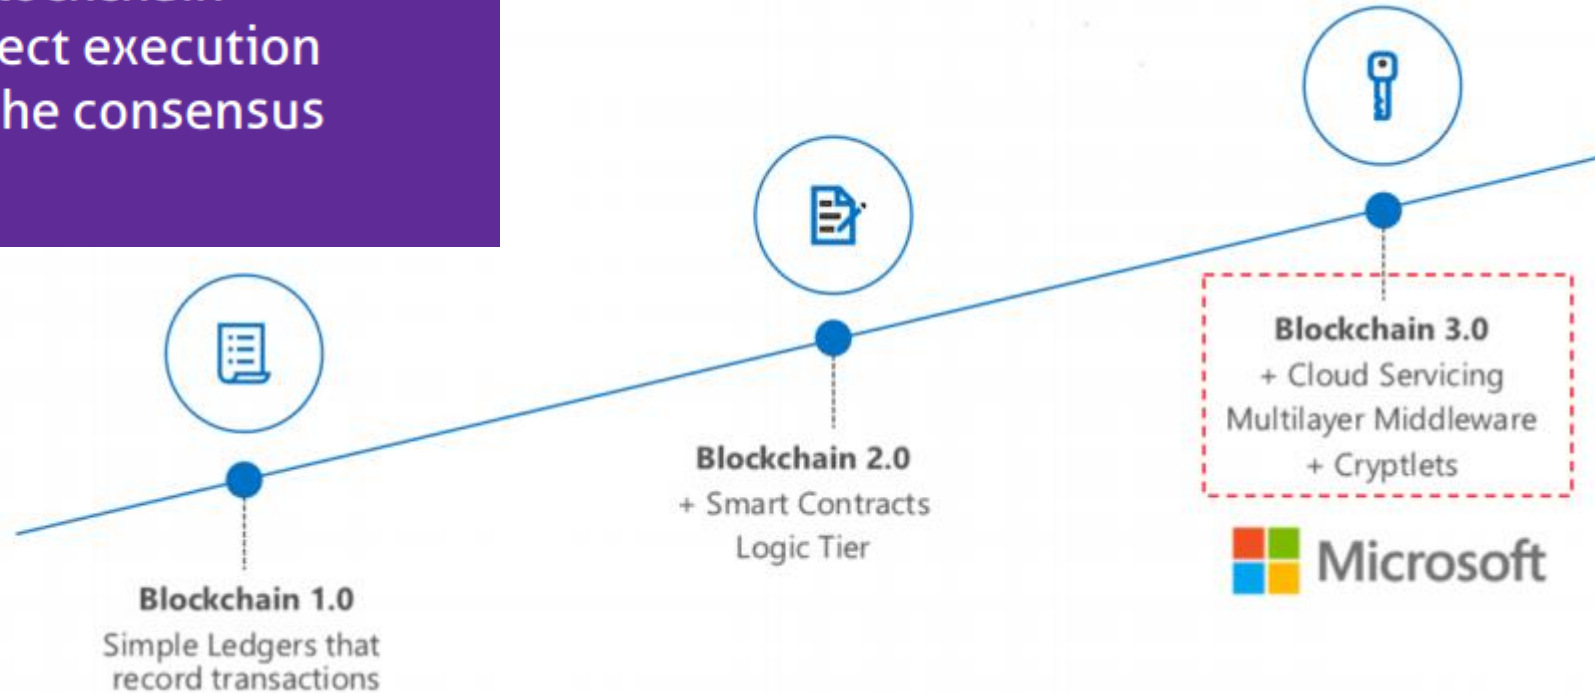 execution
he consensus
Blockchain 1.0
Simple Ledgers that
record transactions
Blockchain 2.0
+ Smart Contracts
Logic Tier
Blockchain 3.0
+ Cloud Servicing
Multilayer Middleware
+ Cryptlets
Microsoft